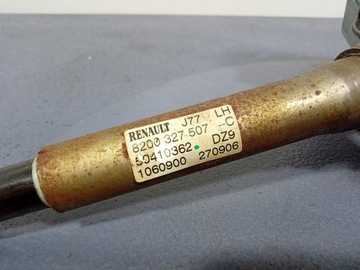 RENAULT J77 LH
8200 327 507 -C
50410362. DZ9
1060900 270906